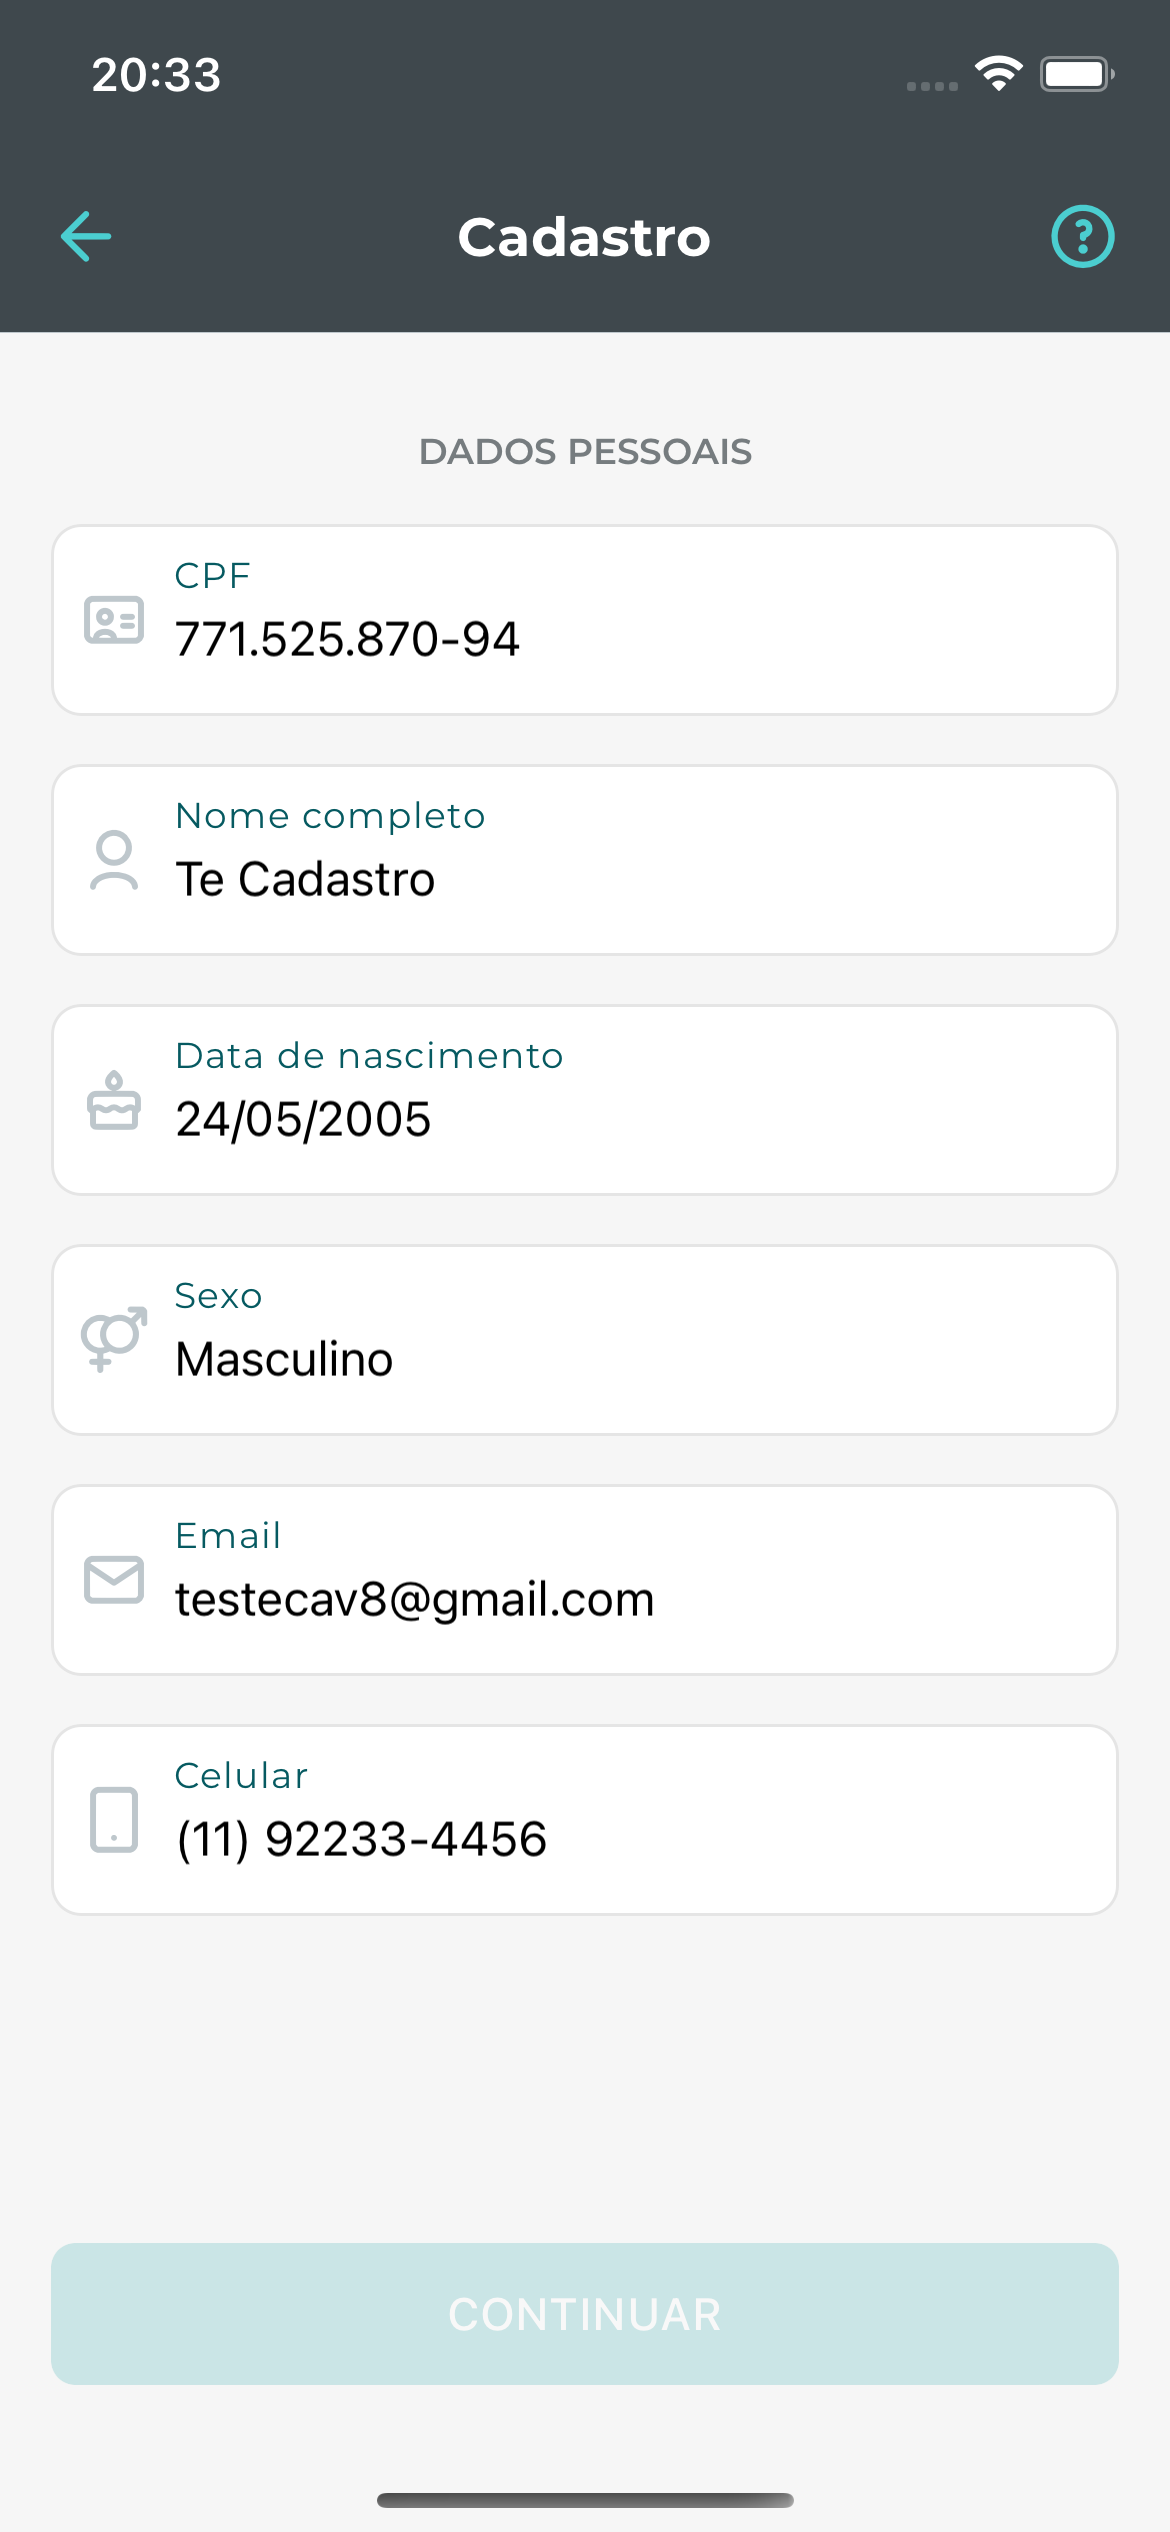 20:33
Cadastro
DADOS PESSOAIS
CPF
771.525.870-94
Nome completo
Te Cadastro
Data de nascimento
24/05/2005
Sexo
Masculino
Email
testecav8@gmail.com
Celular
(11) 92233-4456
CONTINUAR